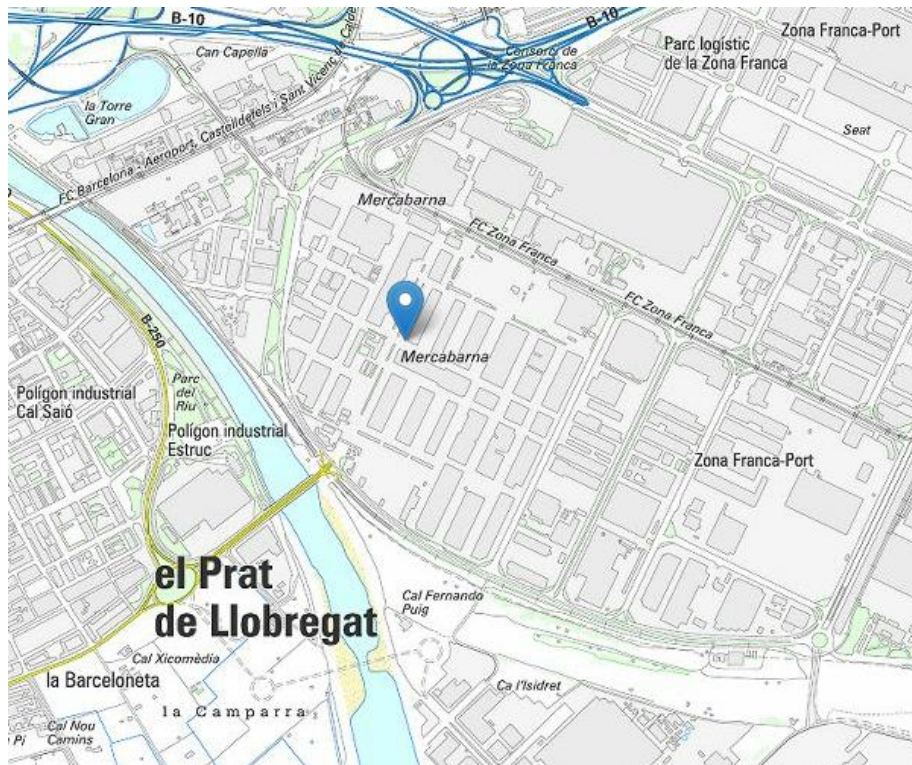 B-10
B-10
Zona Franca-Port
Can Capella
Consorci de
la Zona Franca
Parc logístic
de la Zona Franca
la Torre
Gran
Seat
FC Barcelona - Aeroport, Castelldefels i Sant Vicenç de Calde
Mercabarna
FC Zona Franca
FC Zona Franca
B-250
Mercabarna
Parc
del
Riu
Polígon industrial
Cal Saió
Polígon industrial
Estruc
Zona Franca-Port
el Prat
de Llobregat
Cal Fernando
Puig
Cal Xicomèdia
la Barceloneta
Ca l'Isidret
la Camparra
Cal Nou
Camins
Pi